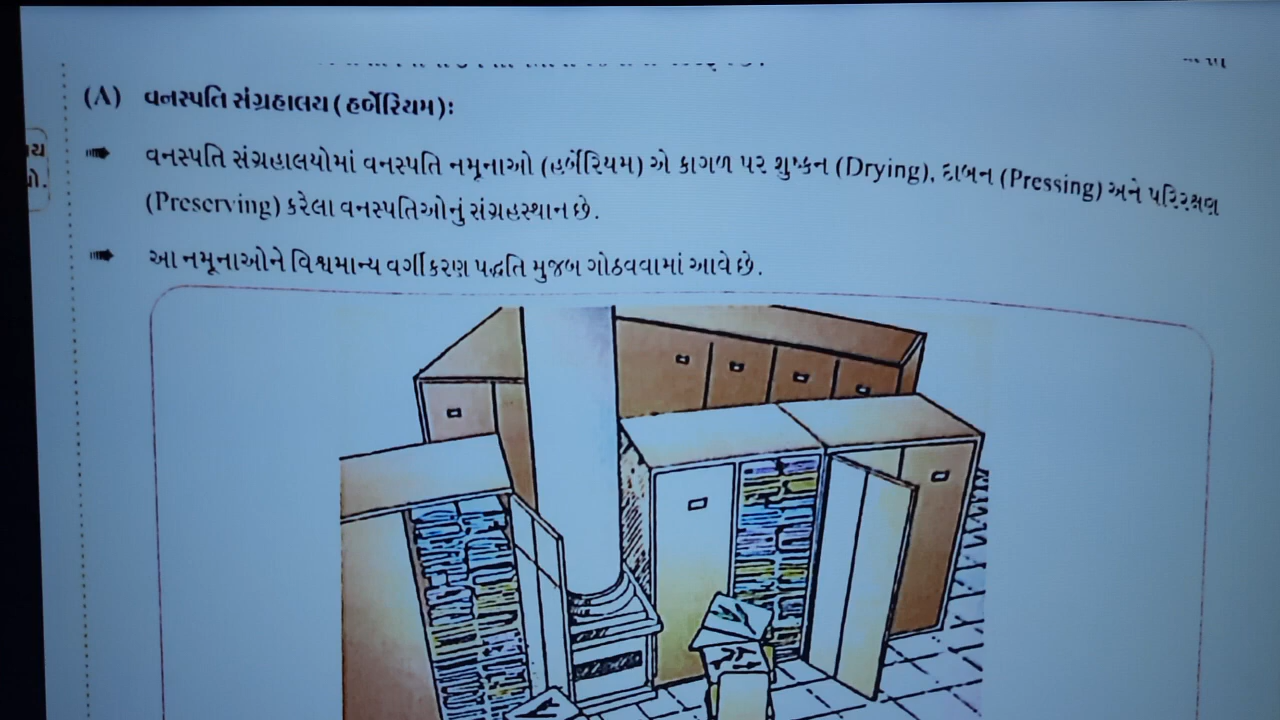 (A) વનસ્પતિ સંગ્રહાલય ( હર્બેરિયમ ):
ય
ો.
વનસ્પતિ સંગ્રહાલયોમાં વનસ્પતિ નમૂનાઓ (હર્બેરિયમ) એ કાગળ પર શુષ્કન (Drying), દાબન (Pressing) અને પરિરક્ષણ
(Preserving) કરેલા વનસ્પતિઓનું સંગ્રહસ્થાન છે.
આ નમૂનાઓને વિશ્વમાન્ય વર્ગીકરણ પદ્ધતિ મુજબ ગોઠવવામાં આવે છે.